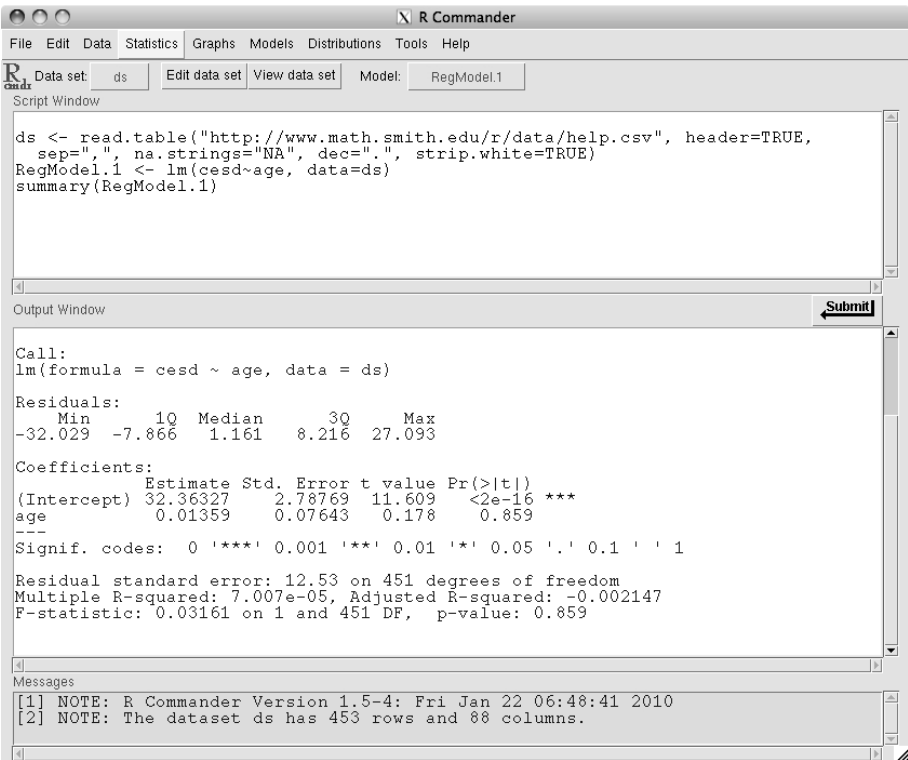 X R Commander
File Edit Data Statistics Graphs Models Distributions Tools Help
R cmdr Data set: ds Edit data set View data set Model: RegModel.1
Script Window
ds <- read.table("http://www.math.smith.edu/r/data/help.csv", header=TRUE,
  sep=",", na.strings="NA", dec=".", strip.white=TRUE)
RegModel.1 <- lm(cesd~age, data=ds)
summary(RegModel.1)
Output Window Submit
Call:
lm(formula = cesd ~ age, data = ds)
Residuals:
    Min      1Q  Median      3Q     Max
-32.029  -7.866   1.161   8.216  27.093
Coefficients:
            Estimate Std. Error t value Pr(>|t|)
(Intercept) 32.36327    2.78769  11.609   <2e-16 ***
age          0.01359    0.07643   0.178    0.859
---
Signif. codes:  0 '***' 0.001 '**' 0.01 '*' 0.05 '.' 0.1 ' ' 1
Residual standard error: 12.53 on 451 degrees of freedom
Multiple R-squared: 7.007e-05, Adjusted R-squared: -0.002147
F-statistic: 0.03161 on 1 and 451 DF,  p-value: 0.859
Messages
[1] NOTE: R Commander Version 1.5-4: Fri Jan 22 06:48:41 2010
[2] NOTE: The dataset ds has 453 rows and 88 columns.